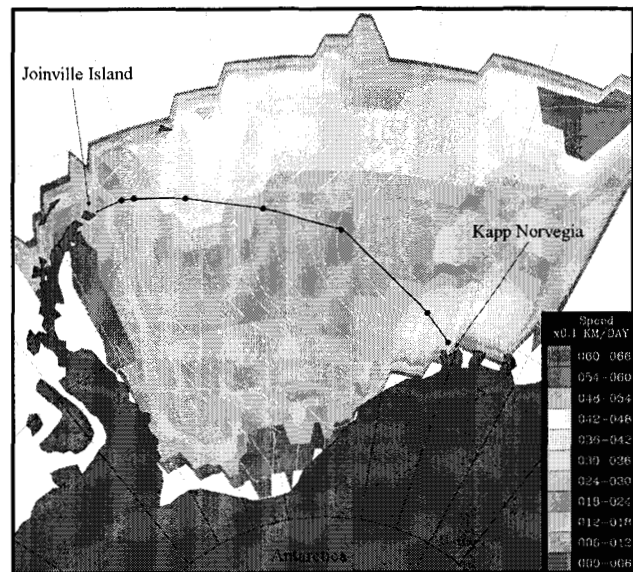 Joinville Island
Kapp Norvegia
Speed
x0.1 KM/DAY
060-066
054-060
048-054
042-048
036-042
030-036
024-030
018-024
012-018
006-012
000-006
Antarctica